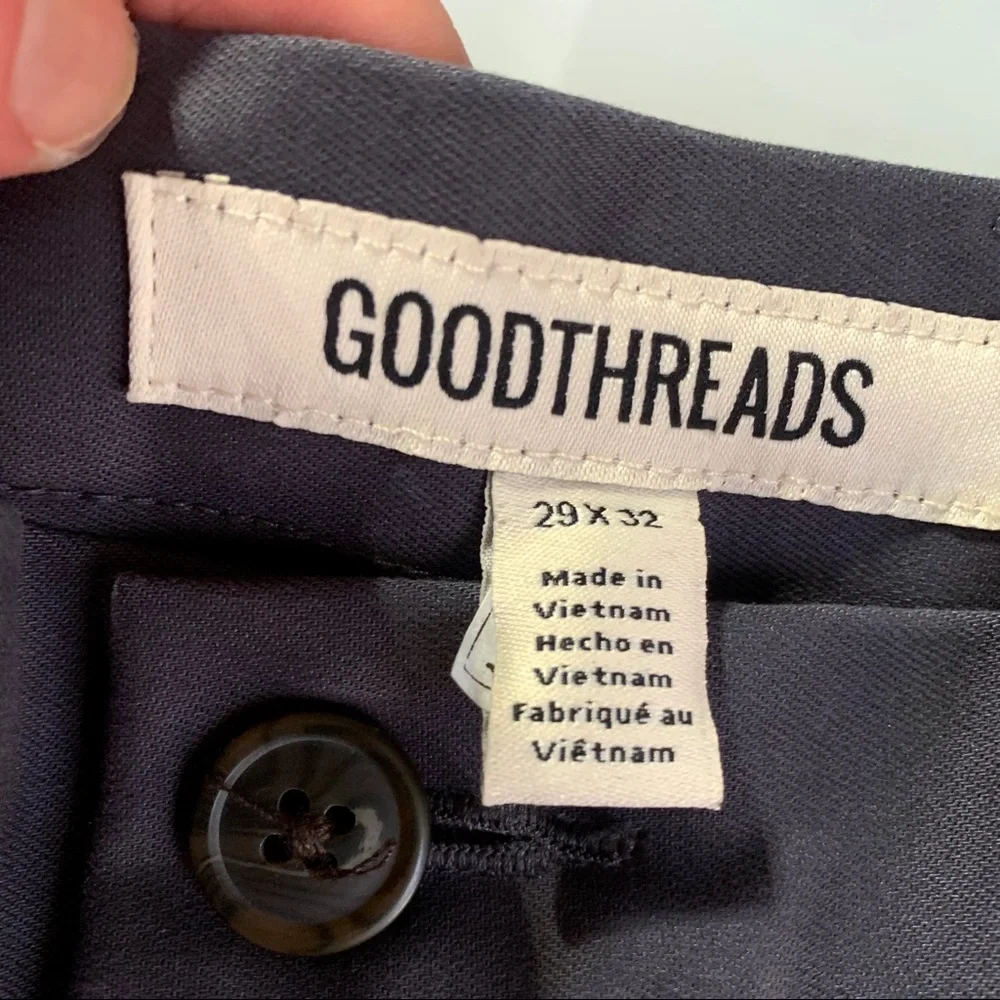 GOODTHREADS
29 X 32
Made in
Vietnam
Hecho en
Vietnam
Fabriqué au
Viêtnam